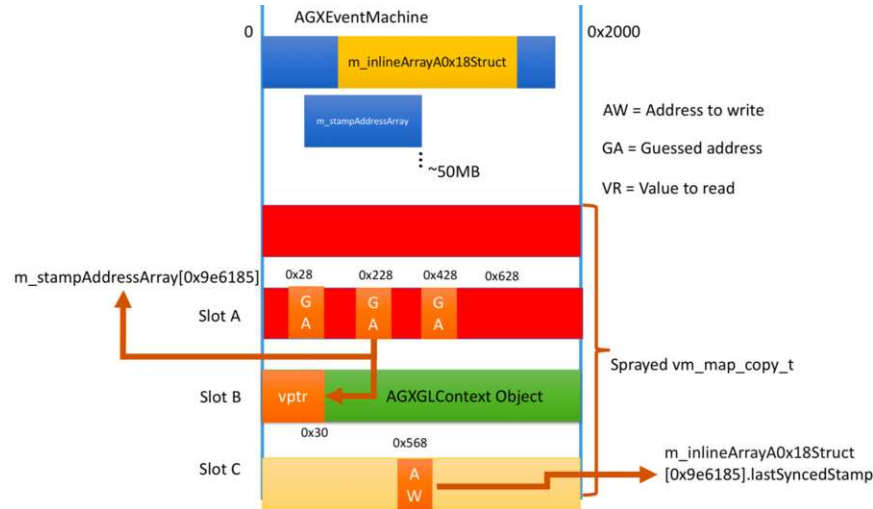 AGXEventMachine
0
0x2000
m_inlineArrayA0x18Struct
m_stampAddressArray
~50MB
AW = Address to write
GA = Guessed address
VR = Value to read
m_stampAddressArray[0x9e6185]
0x28
0x228
0x428
0x628
Slot A
G
A
G
A
G
A
Sprayed vm_map_copy_t
Slot B
vptr
AGXGLContext Object
0x30
0x568
Slot C
A
W
m_inlineArrayA0x18Struct
[0x9e6185].lastSyncedStamp